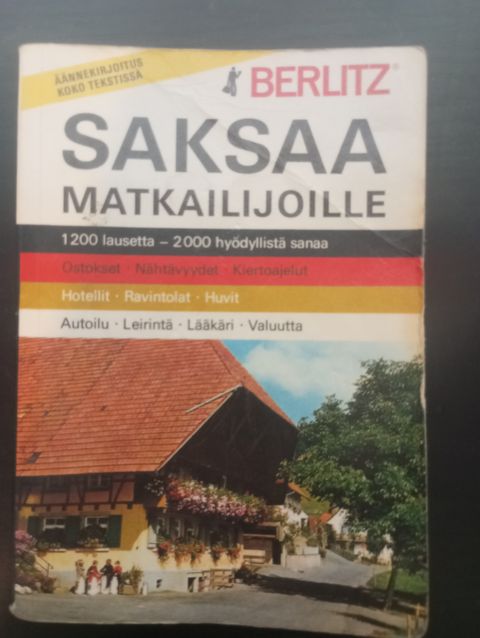 ÄÄNNEKIRJOITUS
KOKO TEKSTISSÄ
BERLITZ®
SAKSAA
MATKAILIJOILLE
1200 lausetta – 2000 hyödyllistä sanaa
Ostokset · Nähtävyydet · Kiertoajelut
Hotellit · Ravintolat · Huvit
Autoilu · Leirintä · Lääkäri · Valuutta